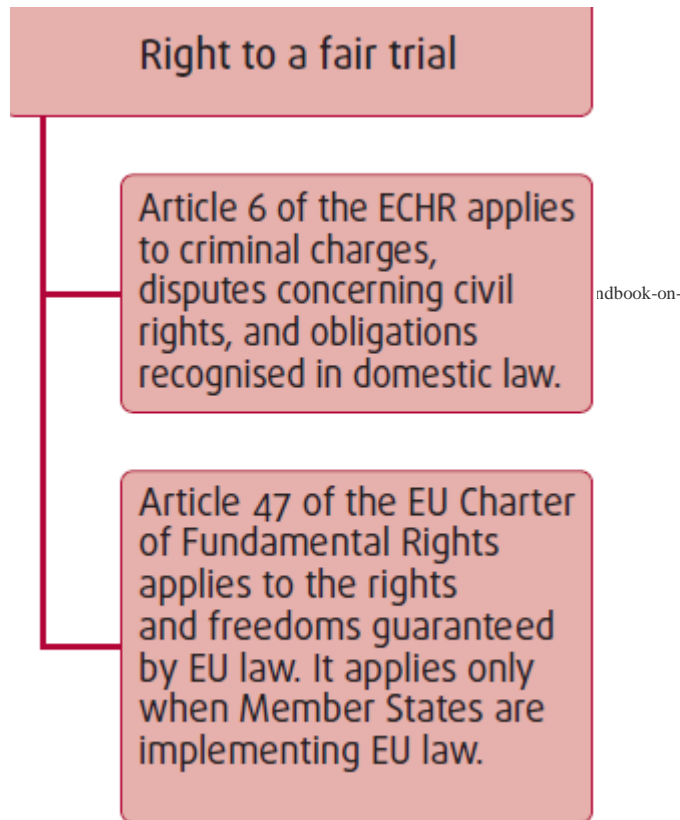 Right to a fair trial
Article 6 of the ECHR applies
to criminal charges,
disputes concerning civil
rights, and obligations
recognised in domestic law.
ndbook-on-
Article 47 of the EU Charter
of Fundamental Rights
applies to the rights
and freedoms guaranteed
by EU law. It applies only
when Member States are
implementing EU law.